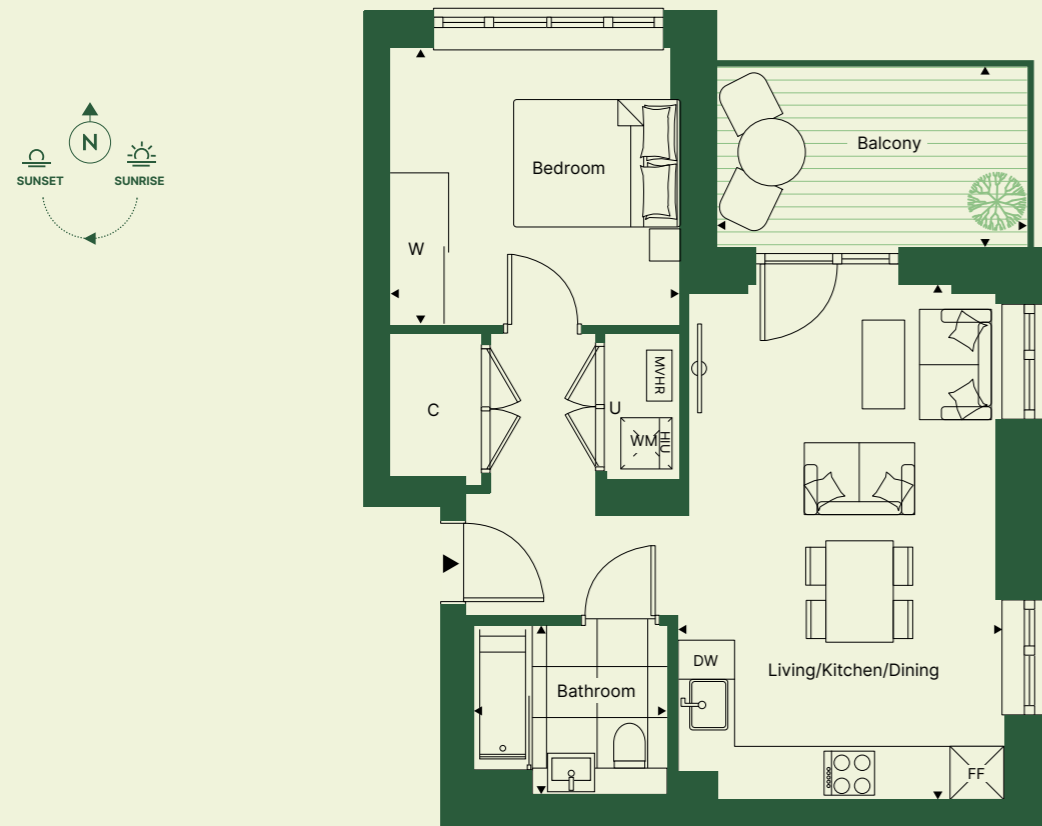 N
SUNSET
SUNRISE
Bedroom
Balcony
W
C
MVHR
U
WM
HIU
DW
Living/Kitchen/Dining
Bathroom
FF